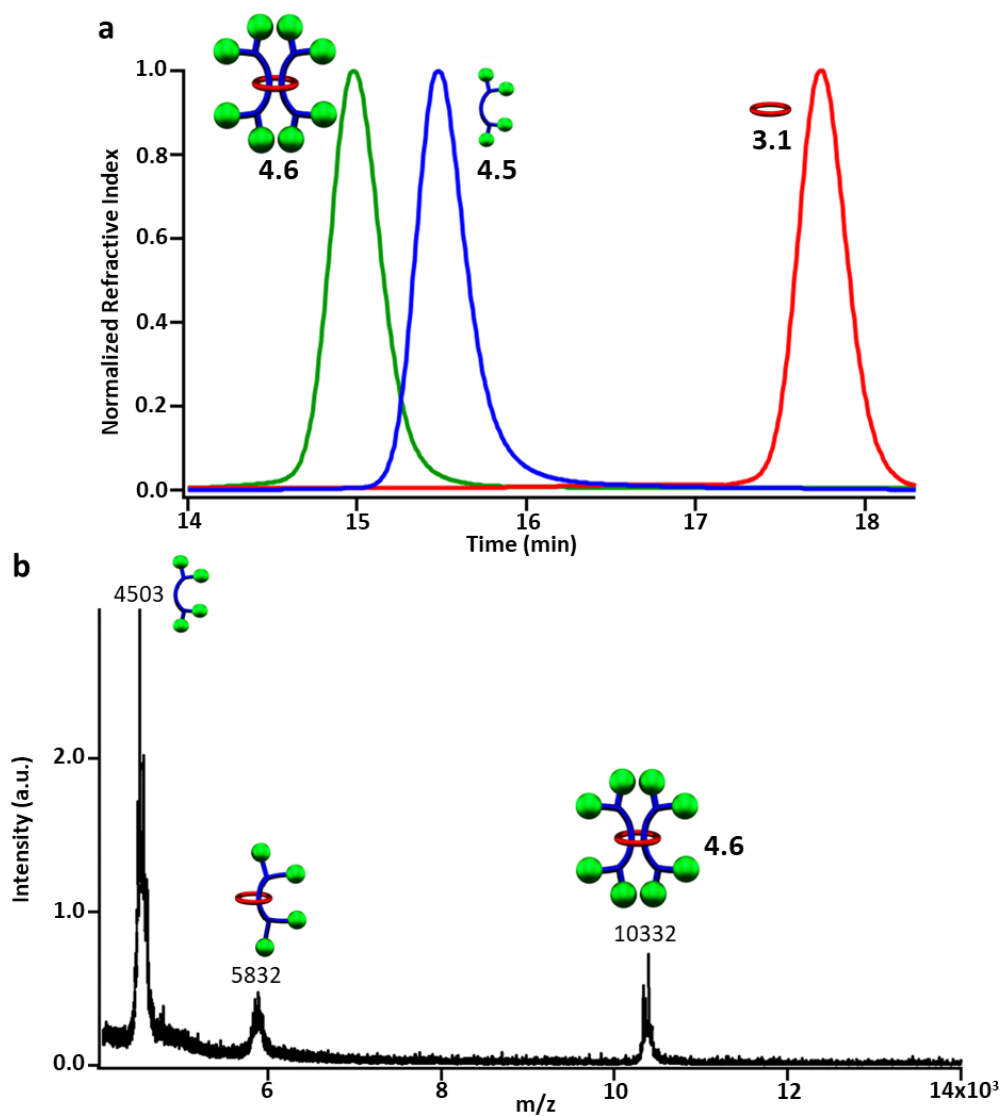 a
4.6
4.5
3.1
Normalized Refractive Index
1.0
0.8
0.6
0.4
0.2
0.0
14 15 16 17 18
Time (min)
b
4503
5832
10332
4.6
Intensity (a.u.)
2.0
1.0
0.0
6 8 10 12 14x10³
m/z